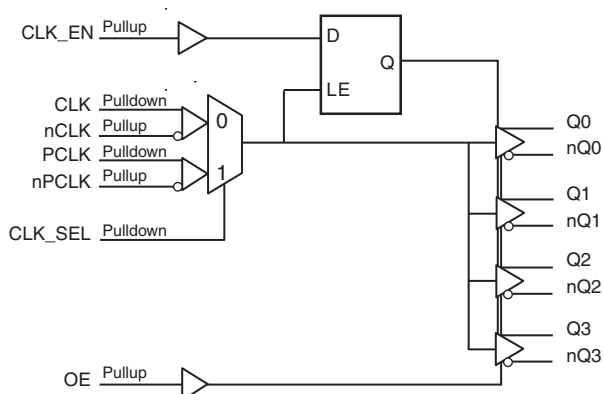 CLK_EN Pullup
D
Q
LE
CLK Pulldown
nCLK Pullup
PCLK Pulldown
nPCLK Pullup
0
1
CLK_SEL Pulldown
Q0
nQ0
Q1
nQ1
Q2
nQ2
Q3
nQ3
OE Pullup